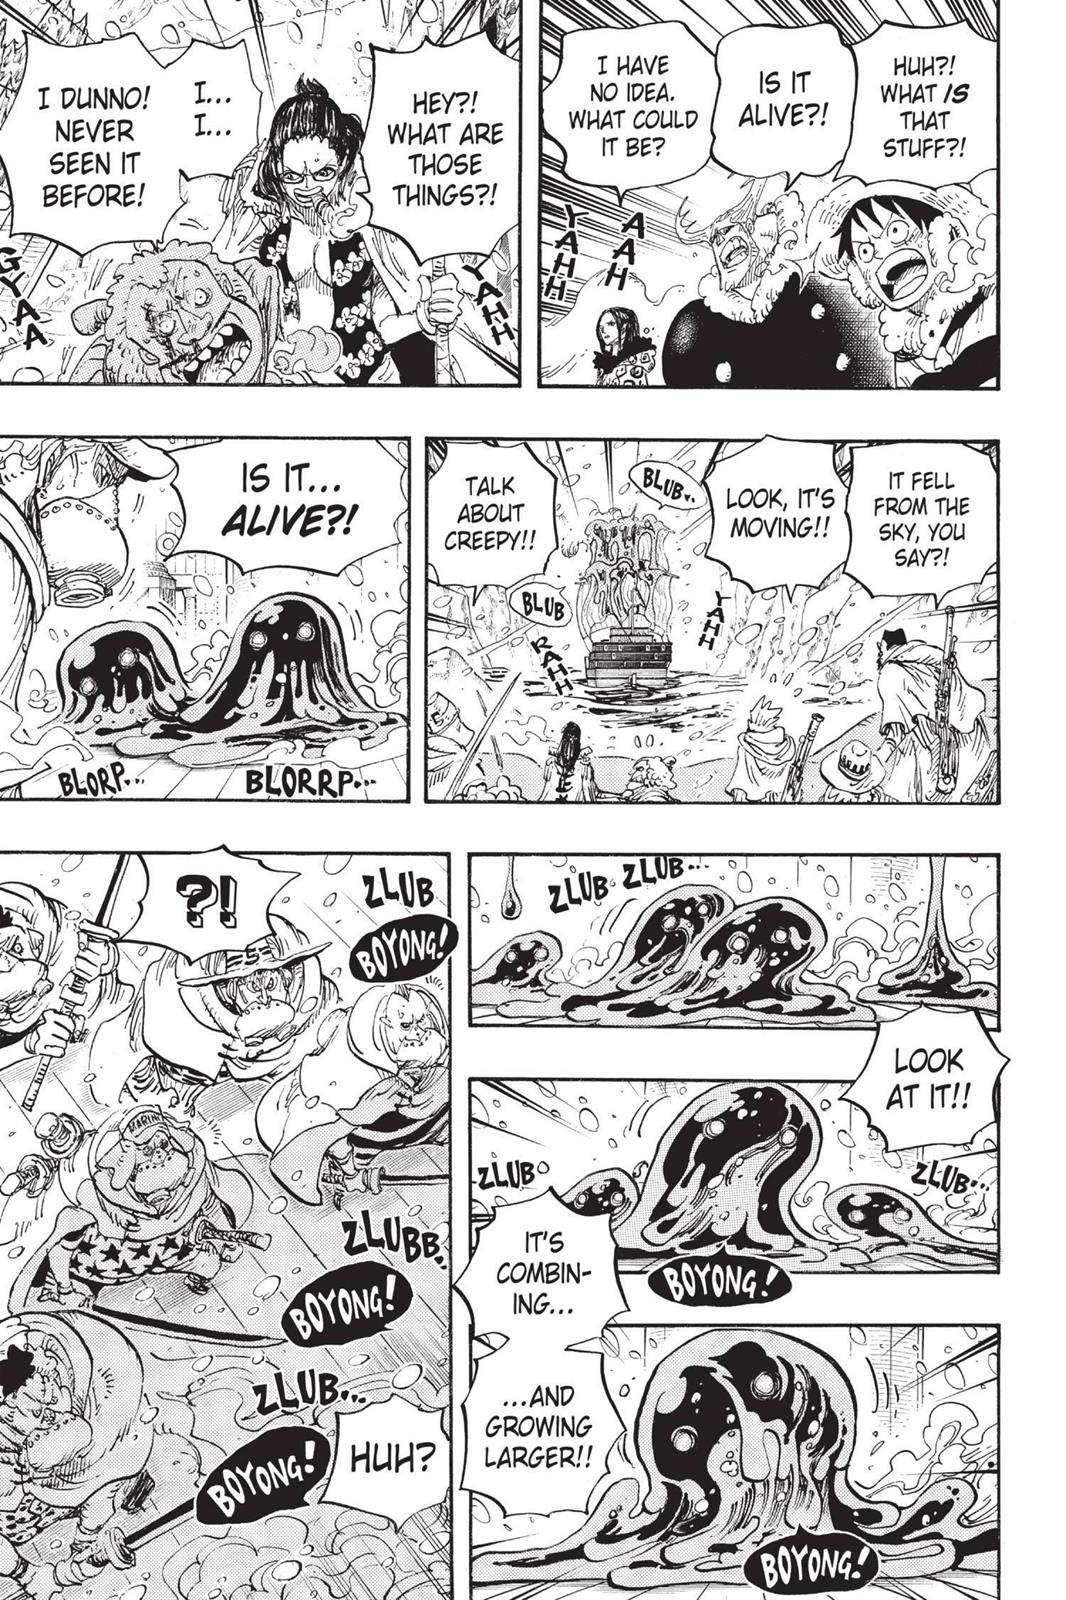 HUH?!
WHAT IS
THAT
STUFF?!
IS IT
ALIVE?!
I HAVE
NO IDEA.
WHAT COULD
IT BE?
AAH
YAHH
HEY?!
WHAT ARE
THOSE
THINGS?!
I...
I...
I DUNNO!
NEVER
SEEN IT
BEFORE!
YAHH
GYAA
IT FELL
FROM THE
SKY, YOU
SAY?!
LOOK, IT'S
MOVING!!
BLUB...
TALK
ABOUT
CREEPY!!
BLUB
YAHH
RAHH
IS IT...
ALIVE?!
BLORP...
BLORRP...
ZLUB ZLUB...
LOOK
AT IT!!
ZLUB
ZLUB...
BOYONG!
IT'S
COMBIN-
ING...
...AND
GROWING
LARGER!!
BOYONG!
?!
ZLUB
BOYONG!
MARINE
ZLUBB...
BOYONG!
ZLUB...
BOYONG!
HUH?